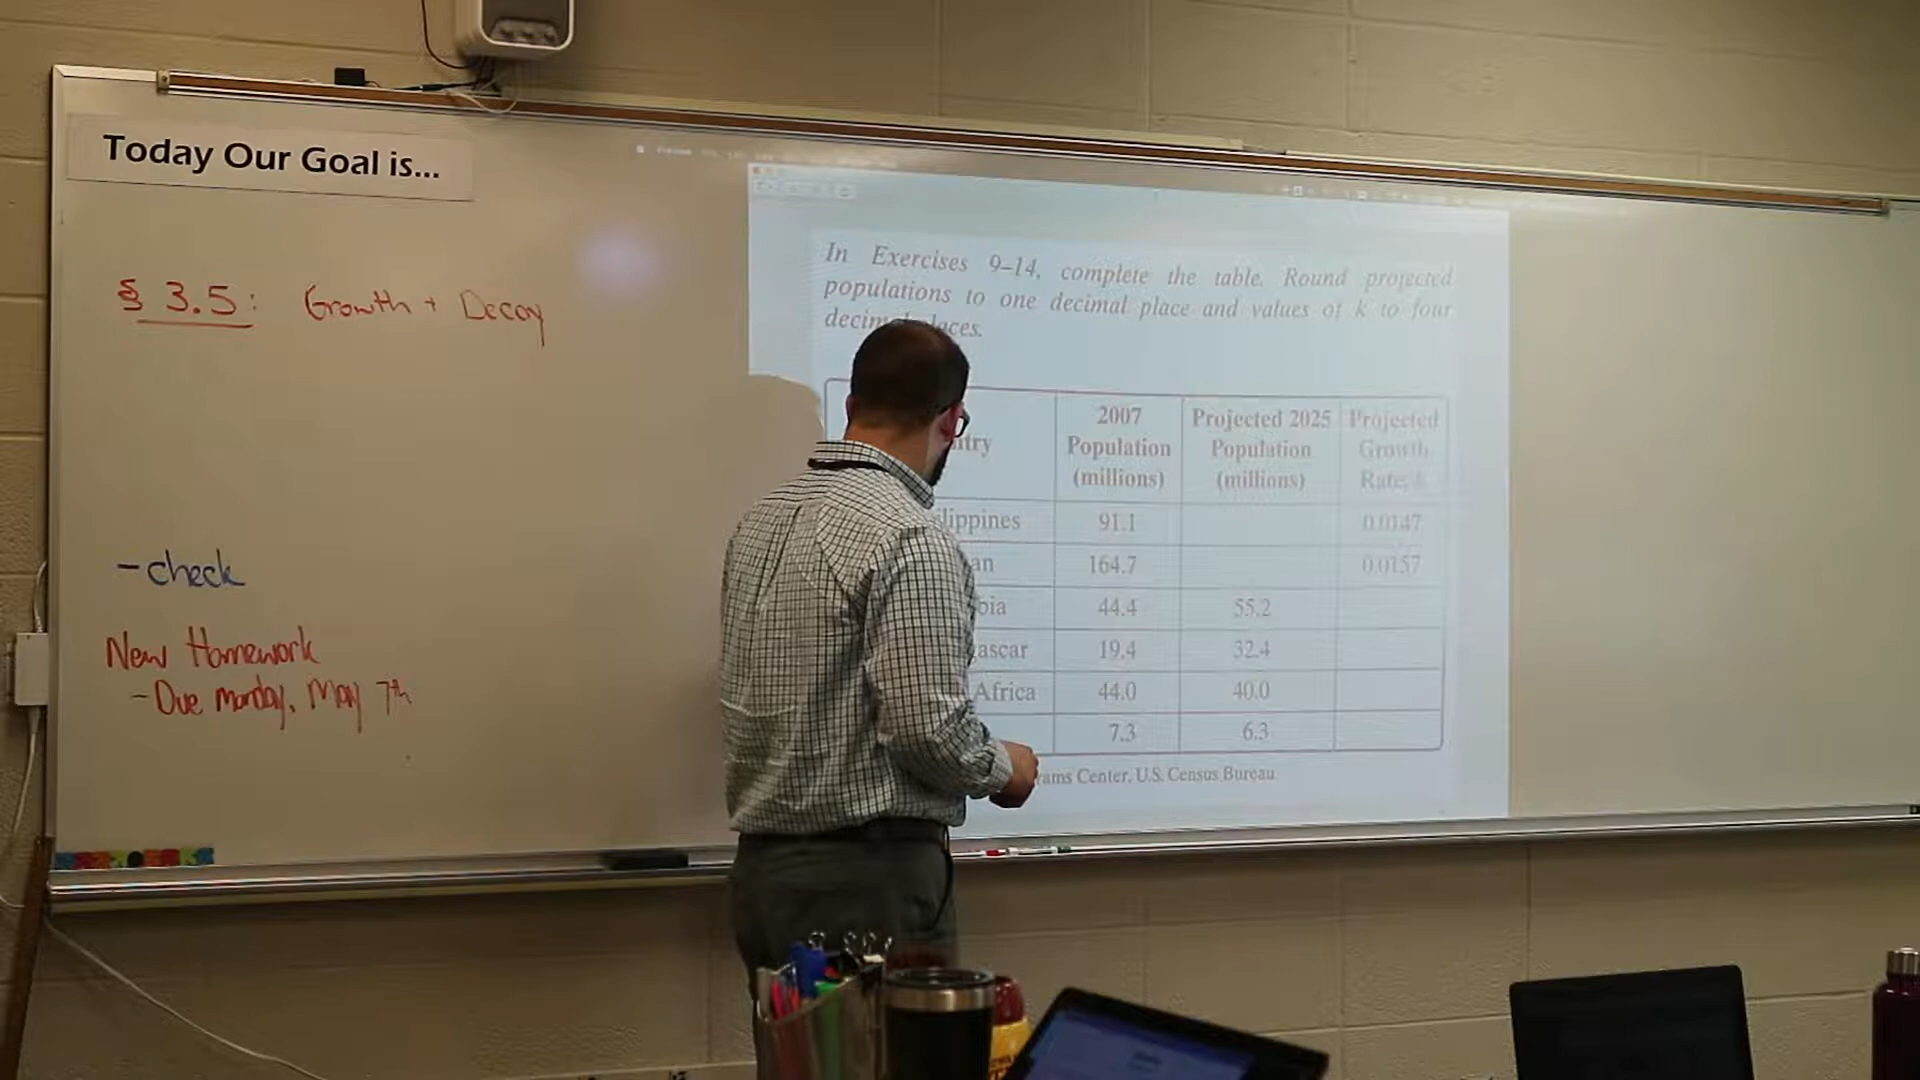 Today Our Goal is...
§ 3.5: Growth + Decay
- check
New Homework
- Due Monday, May 7th
In Exercises 9–14, complete the table. Round projected
populations to one decimal place and values of k to four
decimal places.
2007 Population (millions)
Projected 2025 Population (millions)
Projected Growth Rate, k
ilippines 91.1 0.0147
an 164.7 0.0157
bia 44.4 55.2
ascar 19.4 32.4
Africa 44.0 40.0
7.3 6.3
rams Center, U.S. Census Bureau